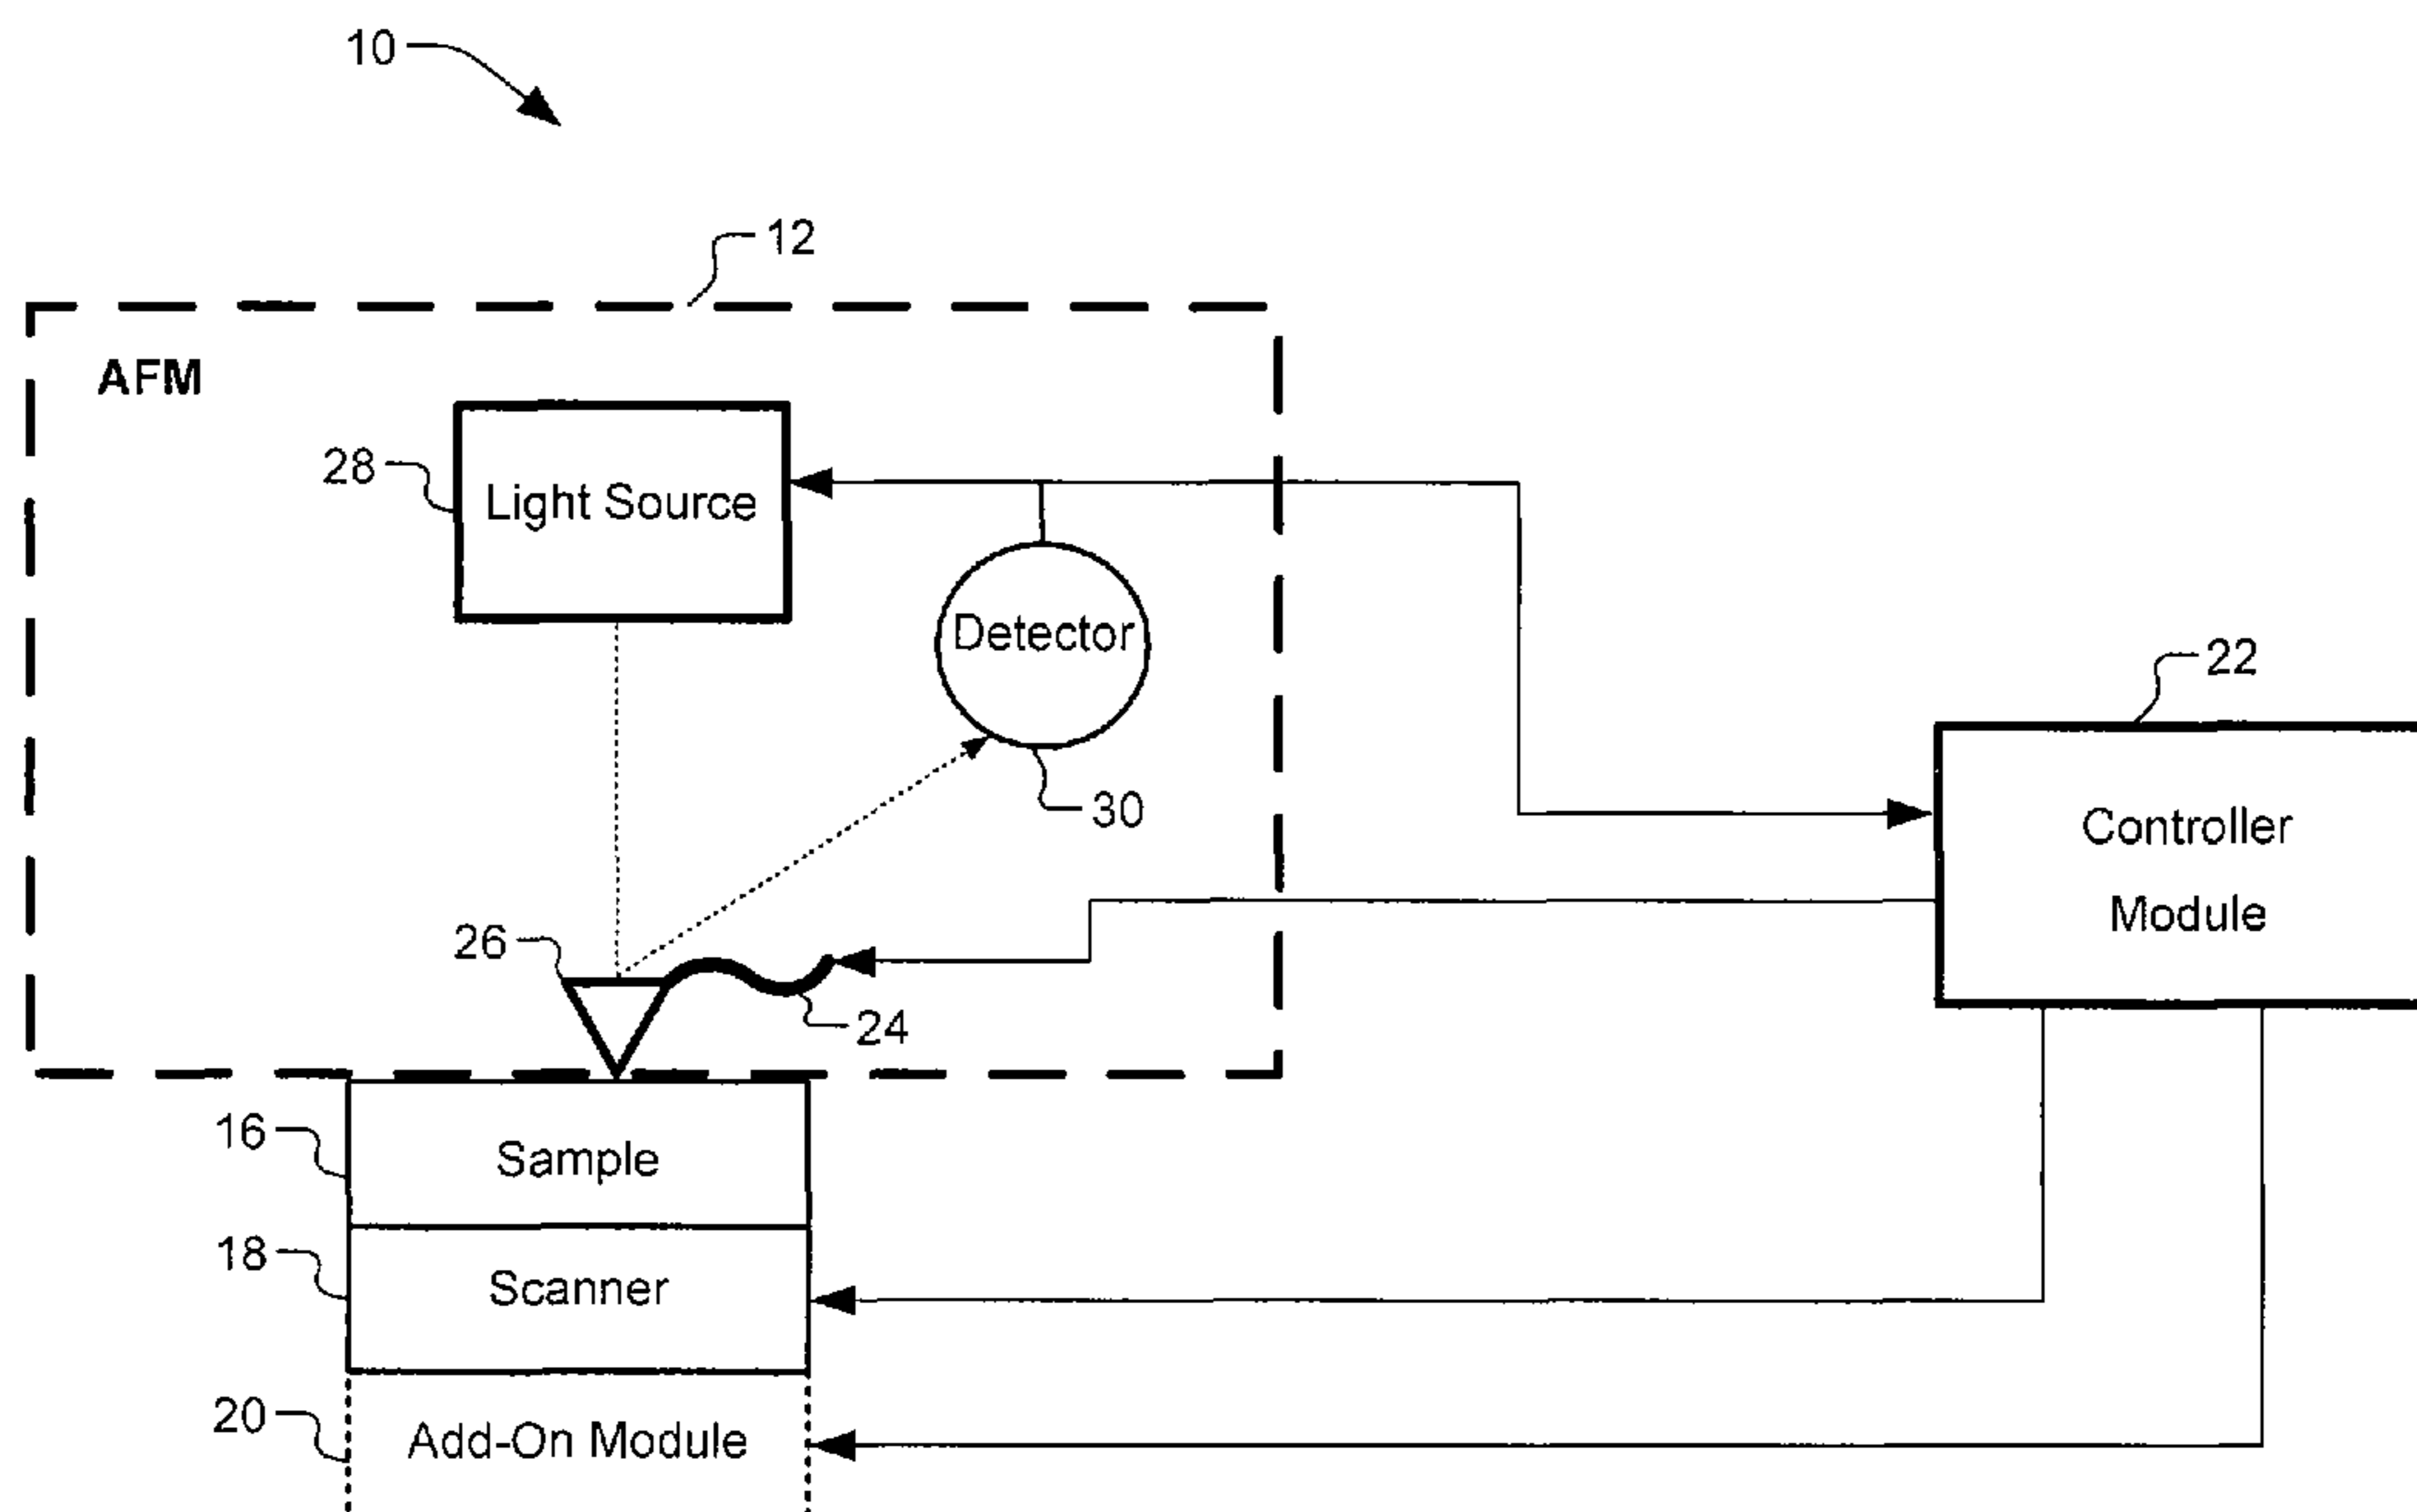 10
12
AFM
28
Light Source
Detector
22
30
Controller
Module
26
24
16
Sample
18
Scanner
20
Add-On Module